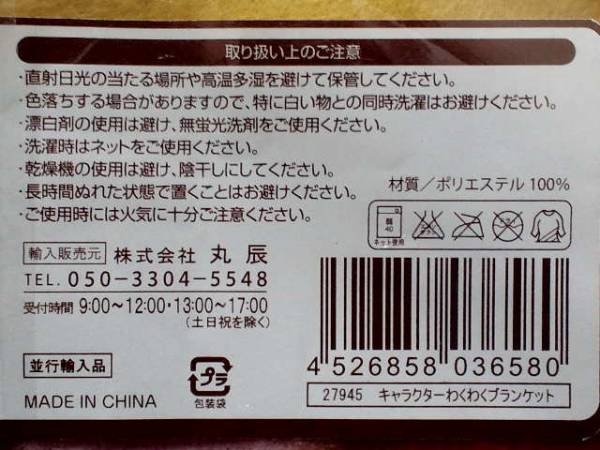 取り扱い上のご注意
・直射日光の当たる場所や高温多湿を避けて保管してください。
・色落ちする場合がありますので、特に白い物との同時洗濯はお避けください。
・漂白剤の使用は避け、無蛍光洗剤をご使用ください。
・洗濯時はネットをご使用ください。
・乾燥機の使用は避け、陰干しにしてください。
・長時間ぬれた状態で置くことはお避けください。
・ご使用時には火気に十分ご注意ください。
材質／ポリエステル 100%
弱
40
ネット使用
輸入販売元 株式会社 丸辰
TEL. 050-3304-5548
受付時間 9:00〜12:00・13:00〜17:00
(土日祝を除く)
4 526858 036580
並行輸入品
プラ
包装袋
MADE IN CHINA
27945 キャラクターわくわくブランケット